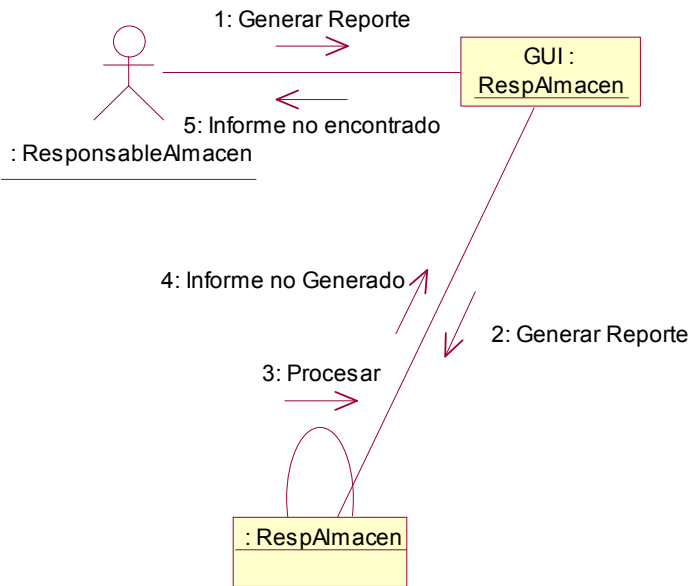 1: Generar Reporte
GUI :
RespAlmacen
5: Informe no encontrado
: ResponsableAlmacen
4: Informe no Generado
2: Generar Reporte
3: Procesar
: RespAlmacen